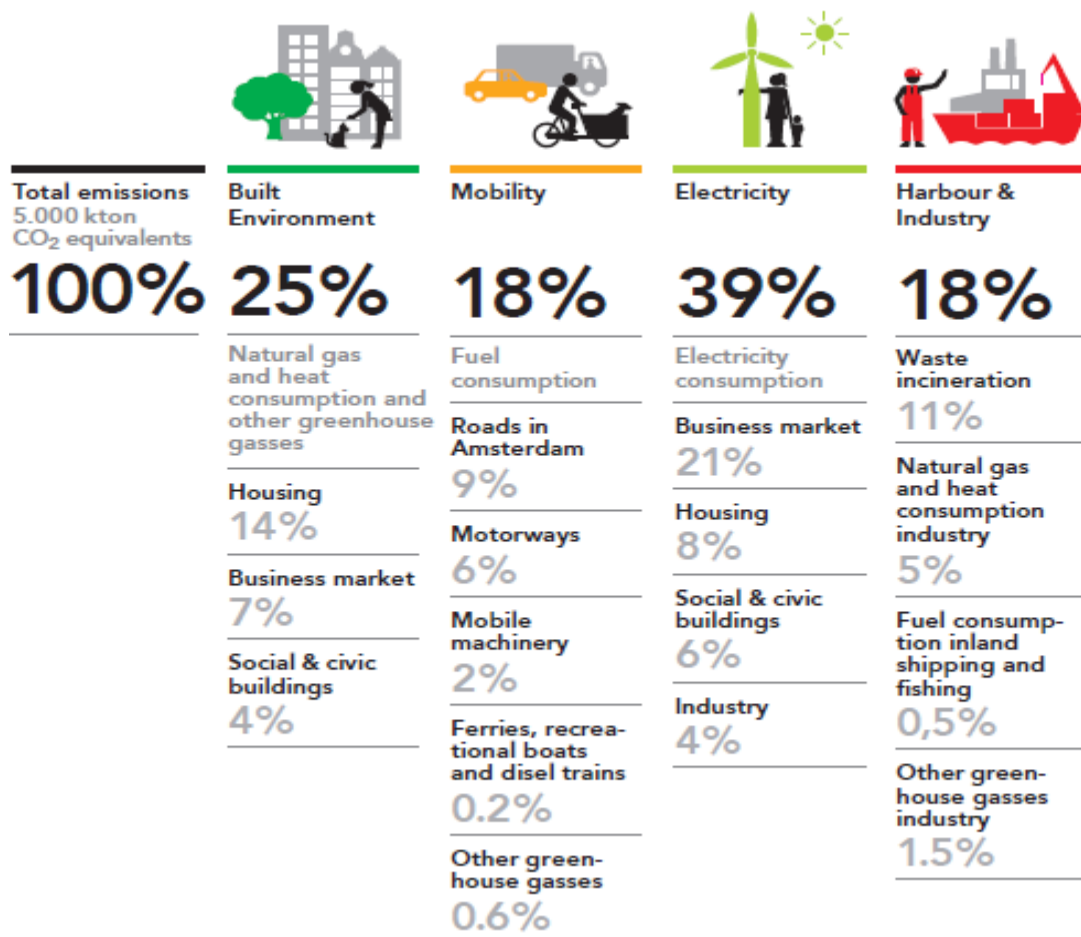 Total emissions
5.000 kton
CO₂ equivalents
100%
Built
Environment
25%
Natural gas
and heat
consumption and
other greenhouse
gasses
Housing
14%
Business market
7%
Social & civic
buildings
4%
Mobility
18%
Fuel
consumption
Roads in
Amsterdam
9%
Motorways
6%
Mobile
machinery
2%
Ferries, recrea-
tional boats
and disel trains
0.2%
Other green-
house gasses
0.6%
Electricity
39%
Electricity
consumption
Business market
21%
Housing
8%
Social & civic
buildings
6%
Industry
4%
Harbour &
Industry
18%
Waste
incineration
11%
Natural gas
and heat
consumption
industry
5%
Fuel consump-
tion inland
shipping and
fishing
0,5%
Other green-
house gasses
industry
1.5%